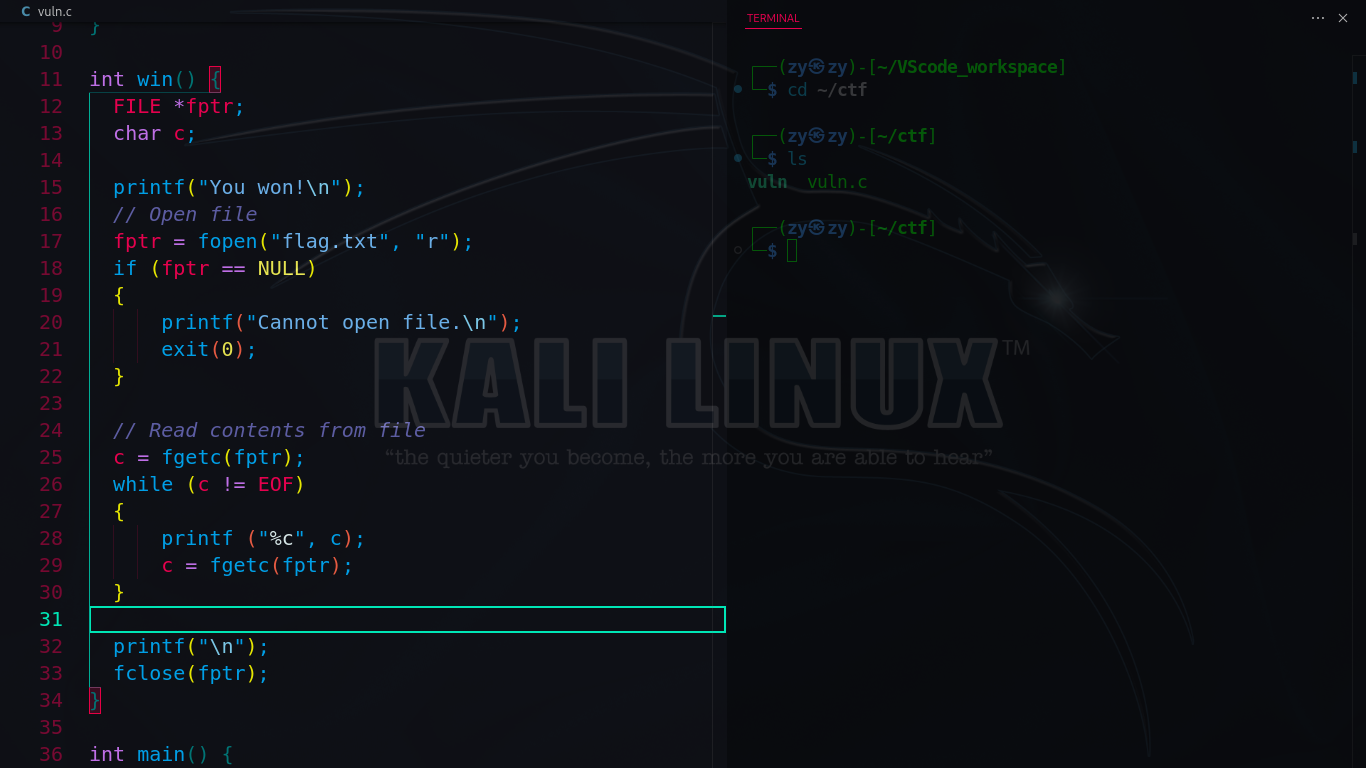 C vuln.c
9 }
10
11 int win() {
12 FILE *fptr;
13 char c;
14
15 printf("You won!\n");
16 // Open file
17 fptr = fopen("flag.txt", "r");
18 if (fptr == NULL)
19 {
20 printf("Cannot open file.\n");
21 exit(0);
22 }
23
24 // Read contents from file
25 c = fgetc(fptr);
26 while (c != EOF)
27 {
28 printf ("%c", c);
29 c = fgetc(fptr);
30 }
31
32 printf("\n");
33 fclose(fptr);
34 }
35
36 int main() {
TERMINAL
┌──(zy㉿zy)-[~/VScode_workspace]
└─$ cd ~/ctf
┌──(zy㉿zy)-[~/ctf]
└─$ ls
vuln vuln.c
┌──(zy㉿zy)-[~/ctf]
└─$
KALI LINUX™
“the quieter you become, the more you are able to hear”